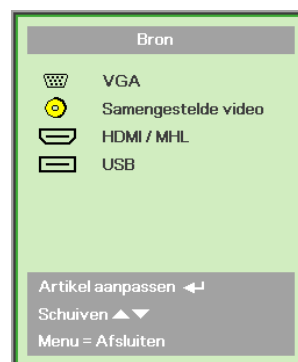 Bron
VGA
Samengestelde video
HDMI / MHL
USB
Artikel aanpassen
Schuiven
Menu = Afsluiten